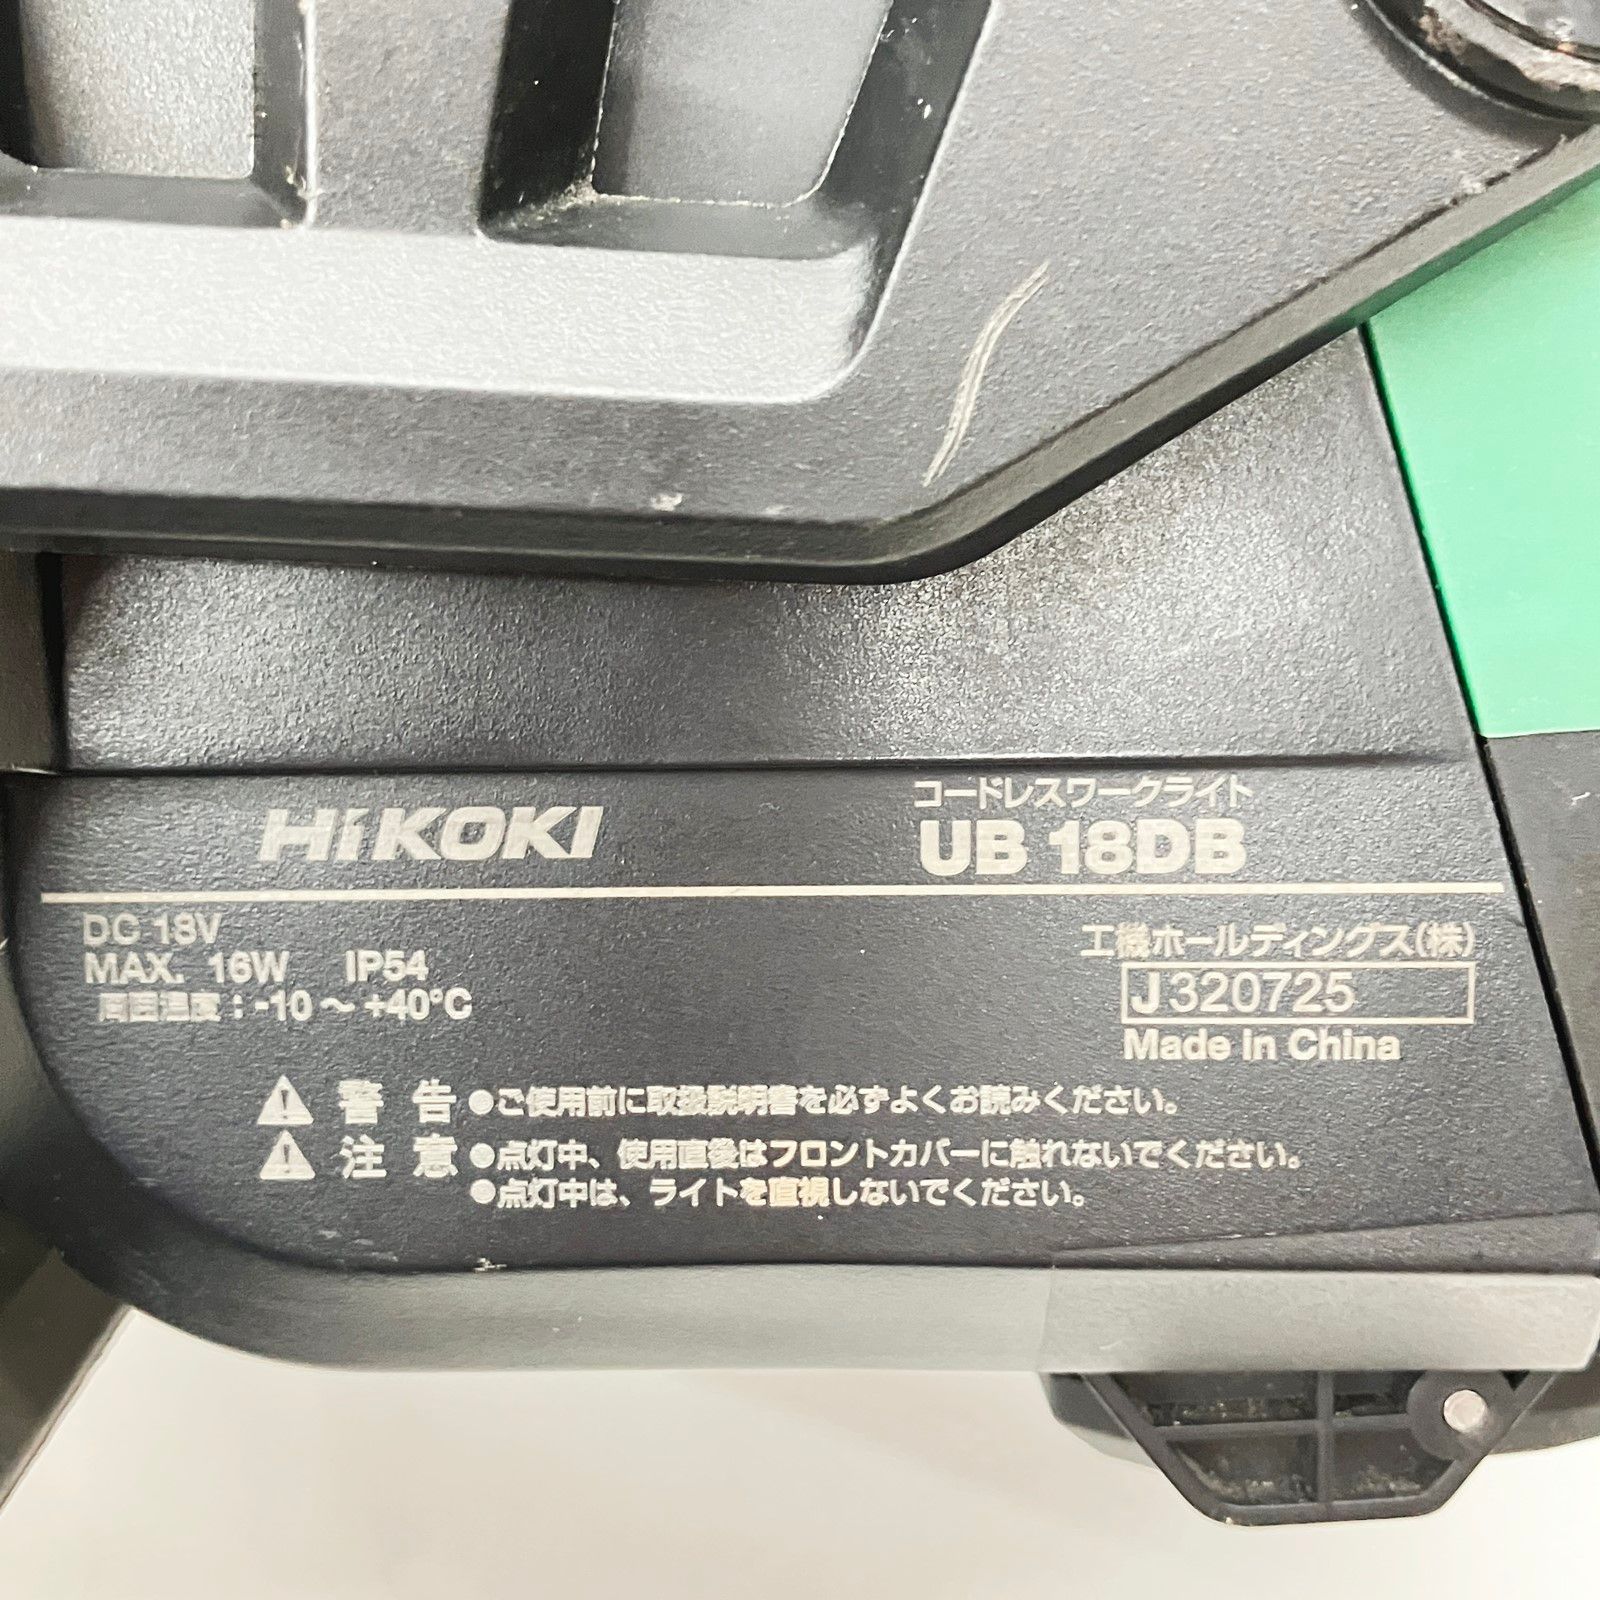 HiKOKI
コードレスワークライト
UB 18DB
DC 18V
MAX. 16W IP54
周囲温度：-10～+40℃
工機ホールディングス(株)
J320725
Made in China
警告 ●ご使用前に取扱説明書を必ずよくお読みください。
注意 ●点灯中、使用直後はフロントカバーに触れないでください。
●点灯中は、ライトを直視しないでください。